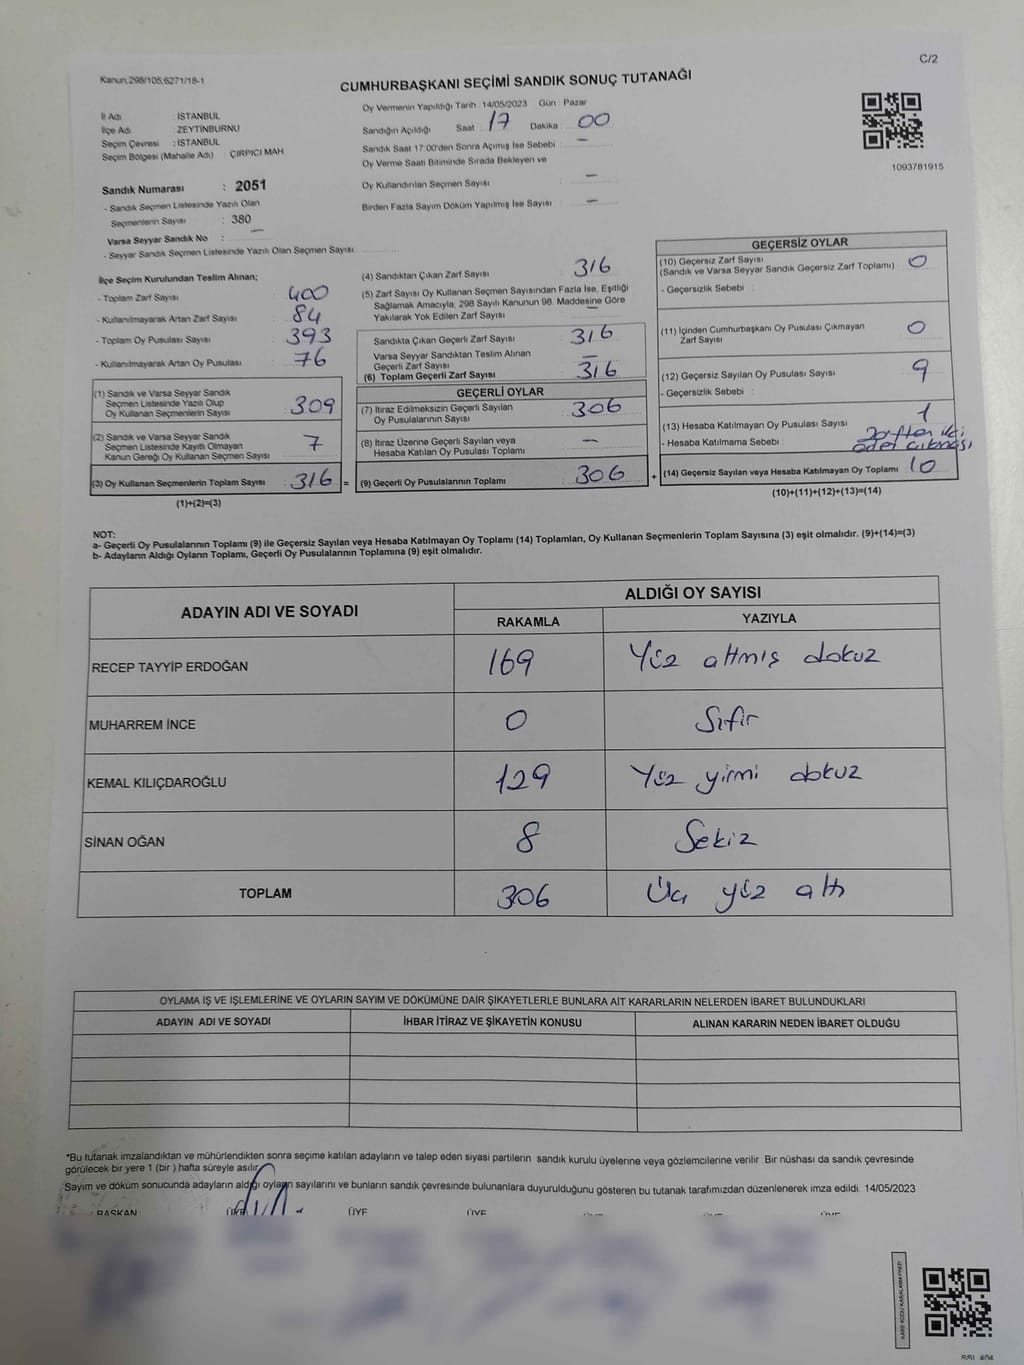 Kanun,298/105,6271/18-1
C/2
CUMHURBAŞKANI SEÇİMİ SANDIK SONUÇ TUTANAĞI
İl Adı : İSTANBUL
İlçe Adı : ZEYTİNBURNU
Seçim Çevresi : İSTANBUL
Seçim Bölgesi (Mahalle Adı) : ÇIRPICI MAH
Oy Vermenin Yapıldığı Tarih : 14/05/2023 Gün : Pazar
Sandığın Açıldığı Saat : 17 Dakika : 00
Sandık Saat 17:00'den Sonra Açılmış İse Sebebi : —
Oy Verme Saati Bitiminde Sırada Bekleyen ve
Oy Kullandırılan Seçmen Sayısı : —
Birden Fazla Sayım Döküm Yapılmış İse Sayısı : —
1093781915
Sandık Numarası : 2051
- Sandık Seçmen Listesinde Yazılı Olan
Seçmenlerin Sayısı : 380
Varsa Seyyar Sandık No : —
- Seyyar Sandık Seçmen Listesinde Yazılı Olan Seçmen Sayısı:
İlçe Seçim Kurulundan Teslim Alınan;
- Toplam Zarf Sayısı : 400
- Kullanılmayarak Artan Zarf Sayısı : 84
- Toplam Oy Pusulası Sayısı : 393
- Kullanılmayarak Artan Oy Pusulası : 76
(1) Sandık ve Varsa Seyyar Sandık
Seçmen Listesinde Yazılı Olup
Oy Kullanan Seçmenlerin Sayısı : 309
(2) Sandık ve Varsa Seyyar Sandık
Seçmen Listesinde Kayıtlı Olmayan
Kanun Gereği Oy Kullanan Seçmen Sayısı : 7
(3) Oy Kullanan Seçmenlerin Toplam Sayısı : 316 =
(1)+(2)=(3)
(4) Sandıktan Çıkan Zarf Sayısı : 316
(5) Zarf Sayısı Oy Kullanan Seçmen Sayısından Fazla İse, Eşitliği
Sağlamak Amacıyla, 298 Sayılı Kanunun 98. Maddesine Göre
Yakılarak Yok Edilen Zarf Sayısı : —
Sandıkta Çıkan Geçerli Zarf Sayısı : 316
Varsa Seyyar Sandıktan Teslim Alınan
Geçerli Zarf Sayısı : —
(6) Toplam Geçerli Zarf Sayısı : 316
GEÇERLİ OYLAR
(7) İtiraz Edilmeksizin Geçerli Sayılan
Oy Pusulalarının Sayısı : 306
(8) İtiraz Üzerine Geçerli Sayılan veya
Hesaba Katılan Oy Pusulası Toplamı : —
(9) Geçerli Oy Pusulalarının Toplamı : 306 +
GEÇERSİZ OYLAR
(10) Geçersiz Zarf Sayısı : 0
(Sandık ve Varsa Seyyar Sandık Geçersiz Zarf Toplamı)
- Geçersizlik Sebebi :
(11) İçinden Cumhurbaşkanı Oy Pusulası Çıkmayan
Zarf Sayısı : 0
(12) Geçersiz Sayılan Oy Pusulası Sayısı : 9
- Geçersizlik Sebebi :
(13) Hesaba Katılmayan Oy Pusulası Sayısı : 1
- Hesaba Katılmama Sebebi : Zarftan iki
adet çıkması
(14) Geçersiz Sayılan veya Hesaba Katılmayan Oy Toplamı : 10
(10)+(11)+(12)+(13)=(14)
NOT:
a- Geçerli Oy Pusulalarının Toplamı (9) ile Geçersiz Sayılan veya Hesaba Katılmayan Oy Toplamı (14) Toplamları, Oy Kullanan Seçmenlerin Toplam Sayısına (3) eşit olmalıdır. (9)+(14)=(3)
b- Adayların Aldığı Oyların Toplamı, Geçerli Oy Pusulalarının Toplamına (9) eşit olmalıdır.
ADAYIN ADI VE SOYADI ALDIĞI OY SAYISI
RAKAMLA YAZIYLA
RECEP TAYYİP ERDOĞAN 169 Yüz altmış dokuz
MUHARREM İNCE 0 Sıfır
KEMAL KILIÇDAROĞLU 129 Yüz yirmi dokuz
SİNAN OĞAN 8 Sekiz
TOPLAM 306 Üç yüz altı
OYLAMA İŞ VE İŞLEMLERİNE VE OYLARIN SAYIM VE DÖKÜMÜNE DAİR ŞİKAYETLERLE BUNLARA AİT KARARLARIN NELERDEN İBARET BULUNDUKLARI
ADAYIN ADI VE SOYADI İHBAR İTİRAZ VE ŞİKAYETİN KONUSU ALINAN KARARIN NEDEN İBARET OLDUĞU
*Bu tutanak imzalandıktan ve mühürlendikten sonra seçime katılan adayların ve talep eden siyasi partilerin sandık kurulu üyelerine veya gözlemcilerine verilir. Bir nüshası da sandık çevresinde
görülecek bir yere 1 (bir ) hafta süreyle asılır.
Sayım ve döküm sonucunda adayların aldığı oyların sayılarını ve bunların sandık çevresinde bulunanlara duyurulduğunu gösteren bu tutanak tarafımızdan düzenlenerek imza edildi. 14/05/2023
BAŞKAN ÜYE ÜYE ÜYE ÜYE ÜYE ÜYE
KARE KODU KARALAMAYINIZ!